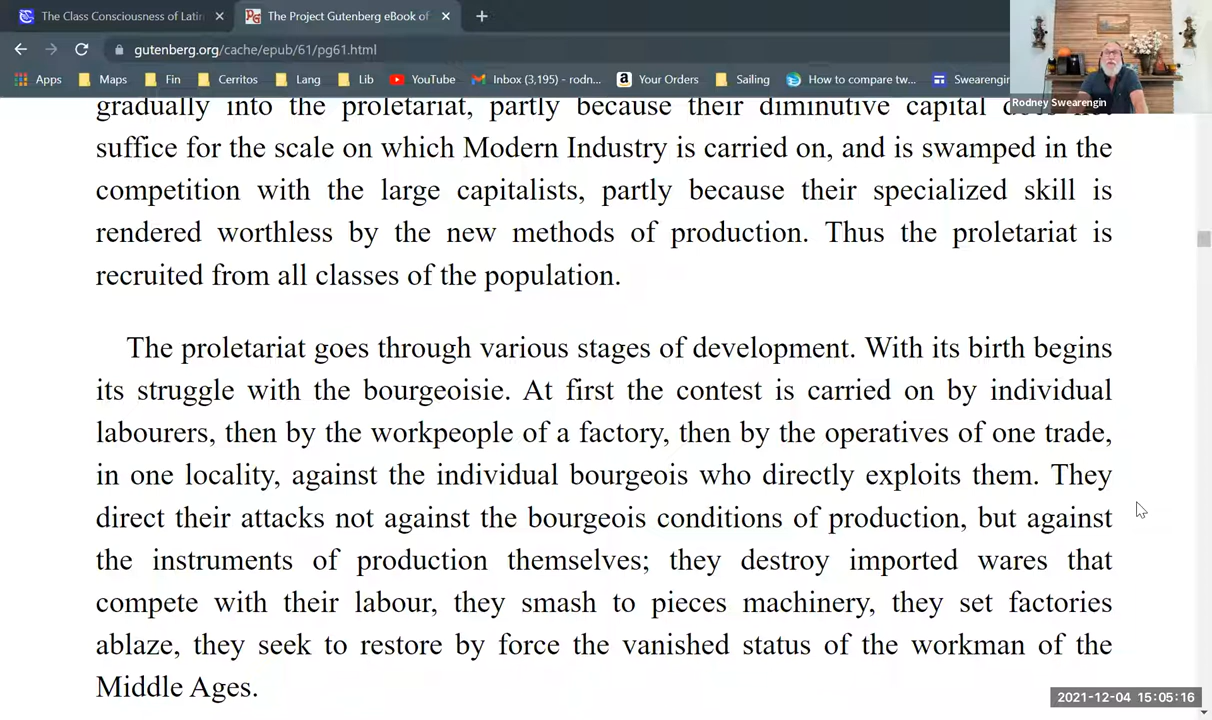 The Class Consciousness of Latin
The Project Gutenberg eBook of
gutenberg.org/cache/epub/61/pg61.html
Apps Maps Fin Cerritos Lang Lib YouTube Inbox (3,195) - rodn... Your Orders Sailing How to compare tw... Swearengin
Rodney Swearengin
gradually into the proletariat, partly because their diminutive capital does not
suffice for the scale on which Modern Industry is carried on, and is swamped in the
competition with the large capitalists, partly because their specialized skill is
rendered worthless by the new methods of production. Thus the proletariat is
recruited from all classes of the population.
The proletariat goes through various stages of development. With its birth begins
its struggle with the bourgeoisie. At first the contest is carried on by individual
labourers, then by the workpeople of a factory, then by the operatives of one trade,
in one locality, against the individual bourgeois who directly exploits them. They
direct their attacks not against the bourgeois conditions of production, but against
the instruments of production themselves; they destroy imported wares that
compete with their labour, they smash to pieces machinery, they set factories
ablaze, they seek to restore by force the vanished status of the workman of the
Middle Ages.
2021-12-04 15:05:16